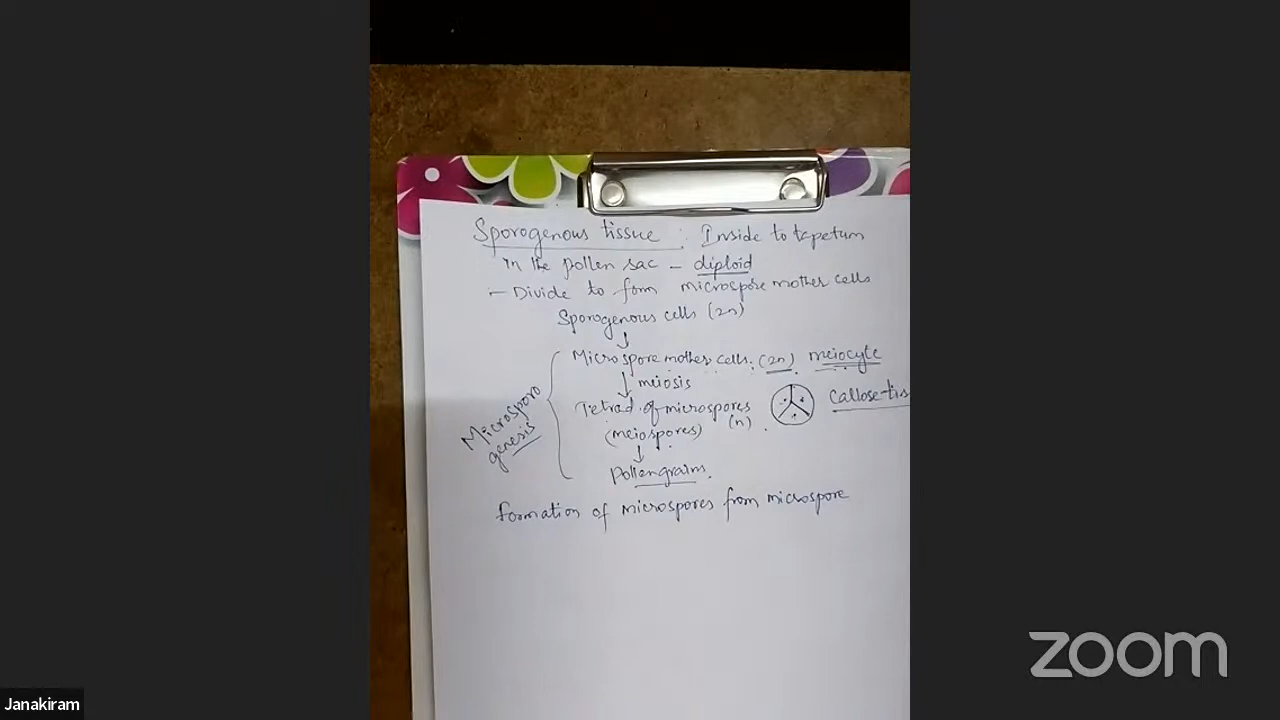 Sporogenous tissue : Inside to tapetum
in the pollen sac - diploid
- Divide to form microspore mother cells
Sporogenous cells (2n)
↓
Microspore mother cells. (2n) meiocyte
↓ meiosis
Tetrad of microspores
(meiospores) (n)
Callose-tis
↓
Pollengrains.
Microsporo
genesis
formation of microspores from microspore
zoom
Janakiram